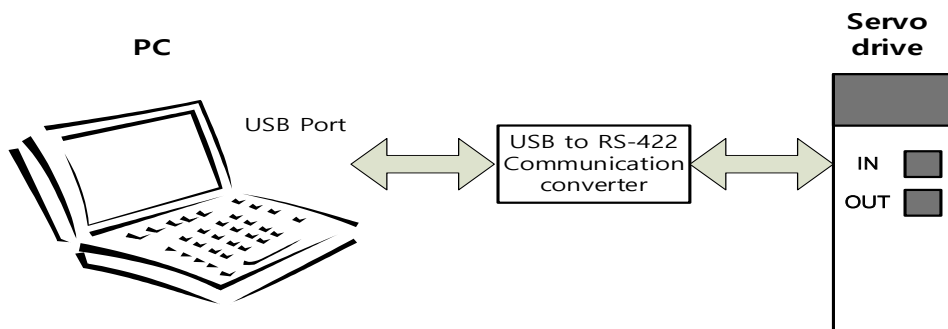 PC
USB Port
USB to RS-422
Communication
converter
Servo
drive
IN
OUT